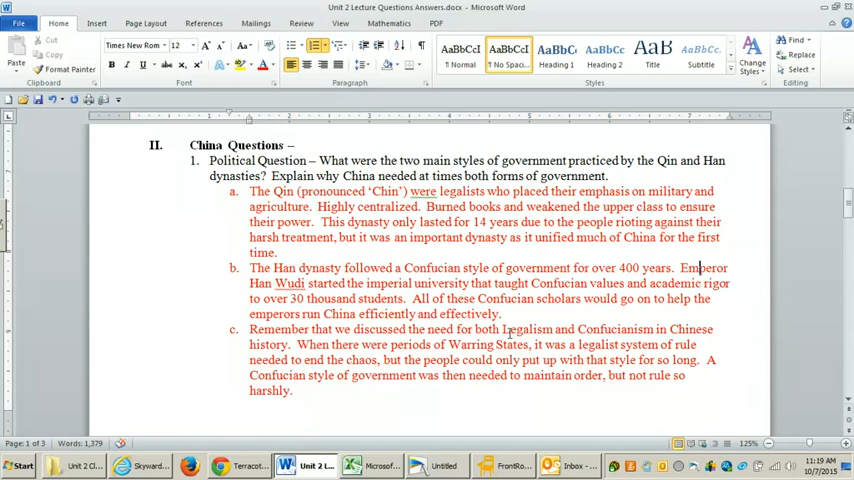 Unit 2 Lecture Questions Answers.docx - Microsoft Word
File Home Insert Page Layout References Mailings Review View Mathematics PDF
Cut
Copy
Paste
Format Painter
Clipboard
Times New Rom 12
Font
Paragraph
AaBbCcI AaBbCcI AaBbCc AaBbCc AaB AaBbCc.
¶ Normal ¶ No Spaci... Heading 1 Heading 2 Title Subtitle
Change Styles
Styles
Find
Replace
Select
Editing
II. China Questions –
1. Political Question – What were the two main styles of government practiced by the Qin and Han
dynasties? Explain why China needed at times both forms of government.
a. The Qin (pronounced ‘Chin’) were legalists who placed their emphasis on military and
agriculture. Highly centralized. Burned books and weakened the upper class to ensure
their power. This dynasty only lasted for 14 years due to the people rioting against their
harsh treatment, but it was an important dynasty as it unified much of China for the first
time.
b. The Han dynasty followed a Confucian style of government for over 400 years. Emperor
Han Wudi started the imperial university that taught Confucian values and academic rigor
to over 30 thousand students. All of these Confucian scholars would go on to help the
emperors run China efficiently and effectively.
c. Remember that we discussed the need for both Legalism and Confucianism in Chinese
history. When there were periods of Warring States, it was a legalist system of rule
needed to end the chaos, but the people could only put up with that style for so long. A
Confucian style of government was then needed to maintain order, but not rule so
harshly.
Page: 1 of 3 Words: 1,379 125%
Start Unit 2 Cl... Skyward... Terracot... Unit 2 L... Microsof... Untitled FrontRo... Inbox - ... 11:19 AM
10/7/2015